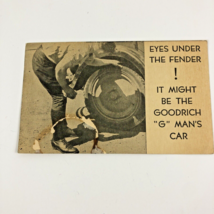 EYES UNDER
THE FENDER
!
IT MIGHT
BE THE
GOODRICH
"G" MAN'S
CAR